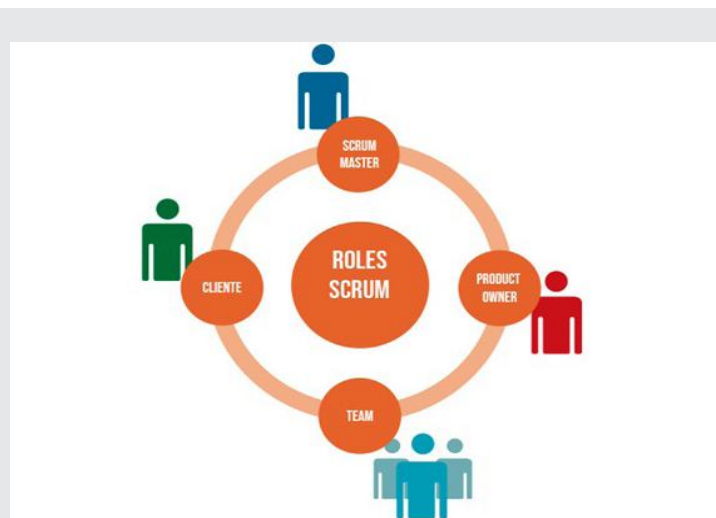 SCRUM
MASTER
ROLES
SCRUM
CLIENTE
PRODUCT
OWNER
TEAM